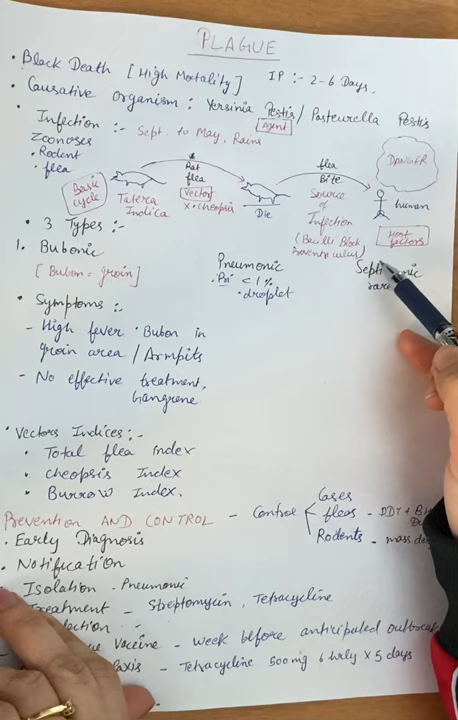 PLAGUE
• Black Death [High Mortality] IP :- 2-6 Days.
• Causative Organism : Yersinia Pestis / Pasteurella Pestis
• Infection :- Sept. to May, Rains Agent
Zoonoses
• Rodent
• flea
Basic cycle
Tatera Indica
Rat flea
Vector
X. cheopis
Die
flea Bite
Source of Infection
(Bacilli Block
DANGER
human
Host factors
• 3 Types :-
1. Bubonic
[Bubon = groin]
Pneumonic
< 1%
• droplet
• Symptoms :-
- High fever • Bubon in
groin area / Armpits
- No effective treatment,
Gangrene
• Vectors Indices :-
• Total flea index
• Cheopsis Index
• Burrow Index.
Prevention AND CONTROL - Control
Cases
fleas - DDT +
Rodents - mass
• Early Diagnosis
• Notification
Isolation - Pneumonic
Treatment - Streptomycin, Tetracycline
Vaccine - week before anticipated outbreak
- Tetracycline 500mg 6 hrly x 5 days